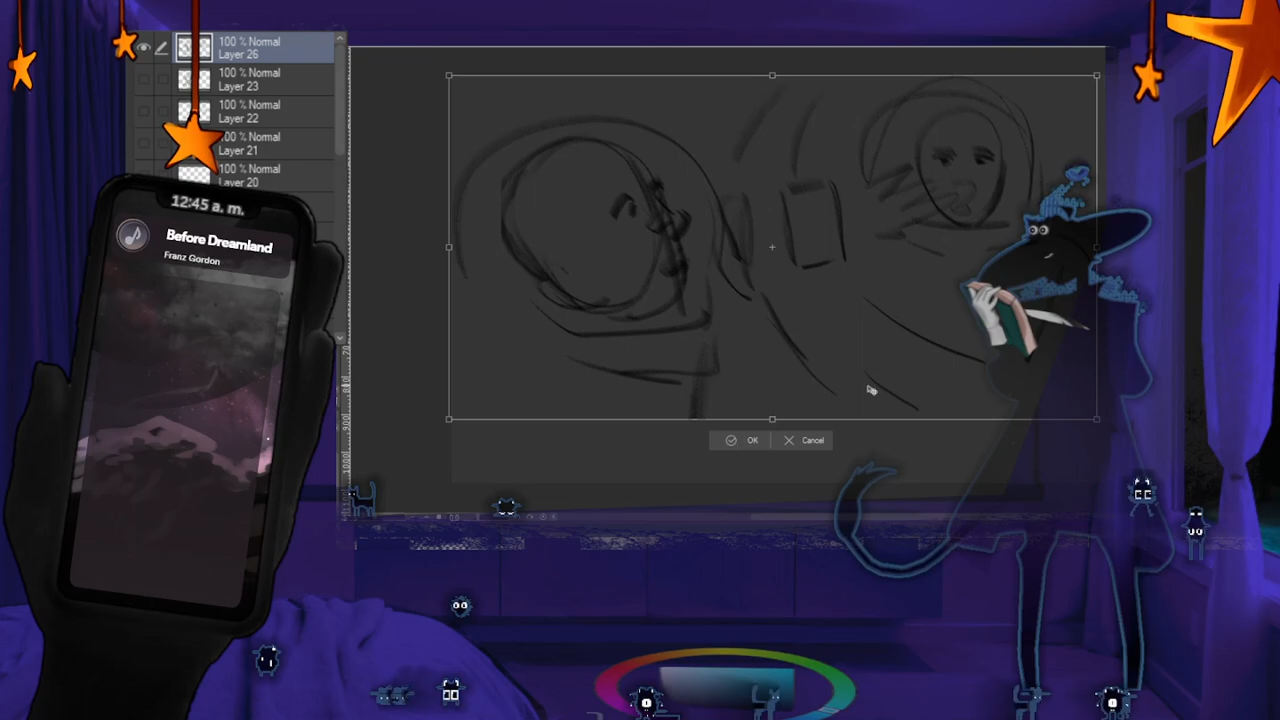 100 % Normal
Layer 26
100 % Normal
Layer 23
100 % Normal
Layer 22
100 % Normal
Layer 21
100 % Normal
Layer 20
12:45 a. m.
Before Dreamland
Franz Gordon
OK
Cancel